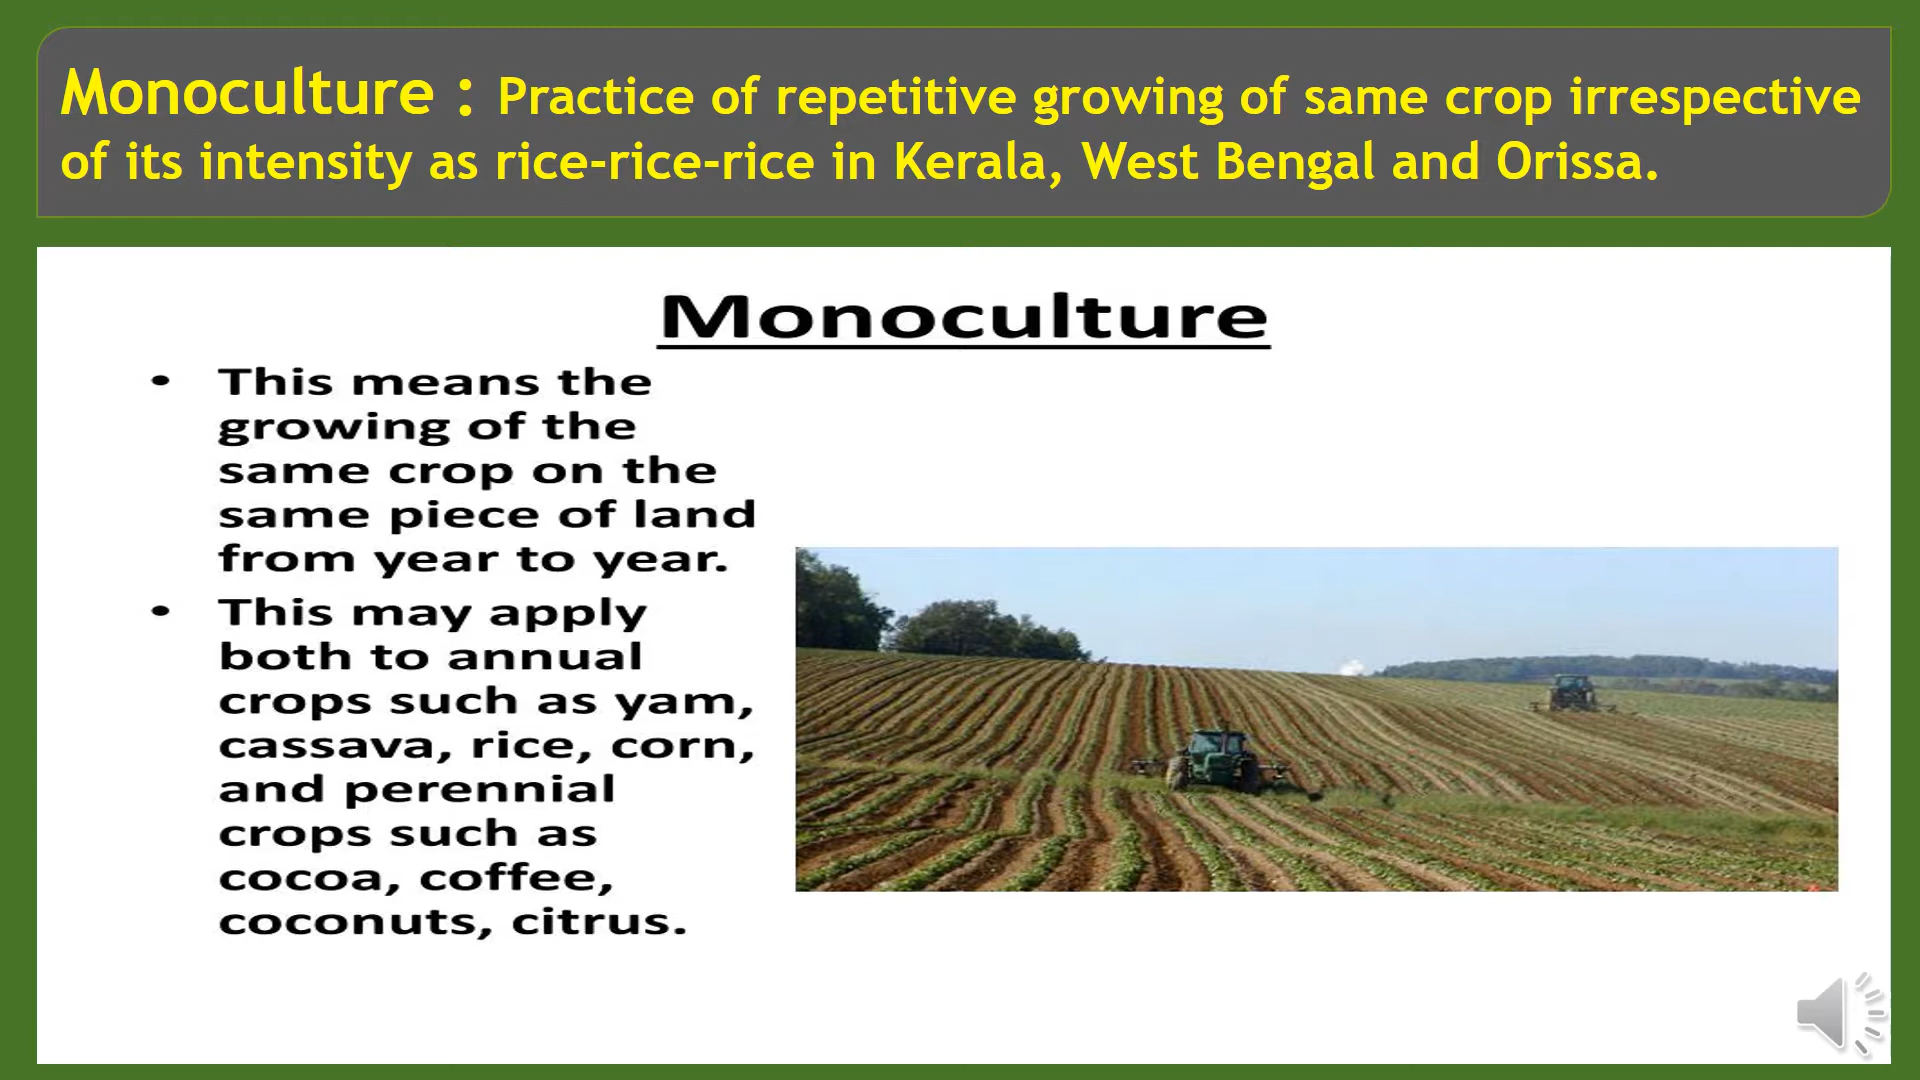 Monoculture : Practice of repetitive growing of same crop irrespective
of its intensity as rice-rice-rice in Kerala, West Bengal and Orissa.
Monoculture
• This means the
growing of the
same crop on the
same piece of land
from year to year.
• This may apply
both to annual
crops such as yam,
cassava, rice, corn,
and perennial
crops such as
cocoa, coffee,
coconuts, citrus.